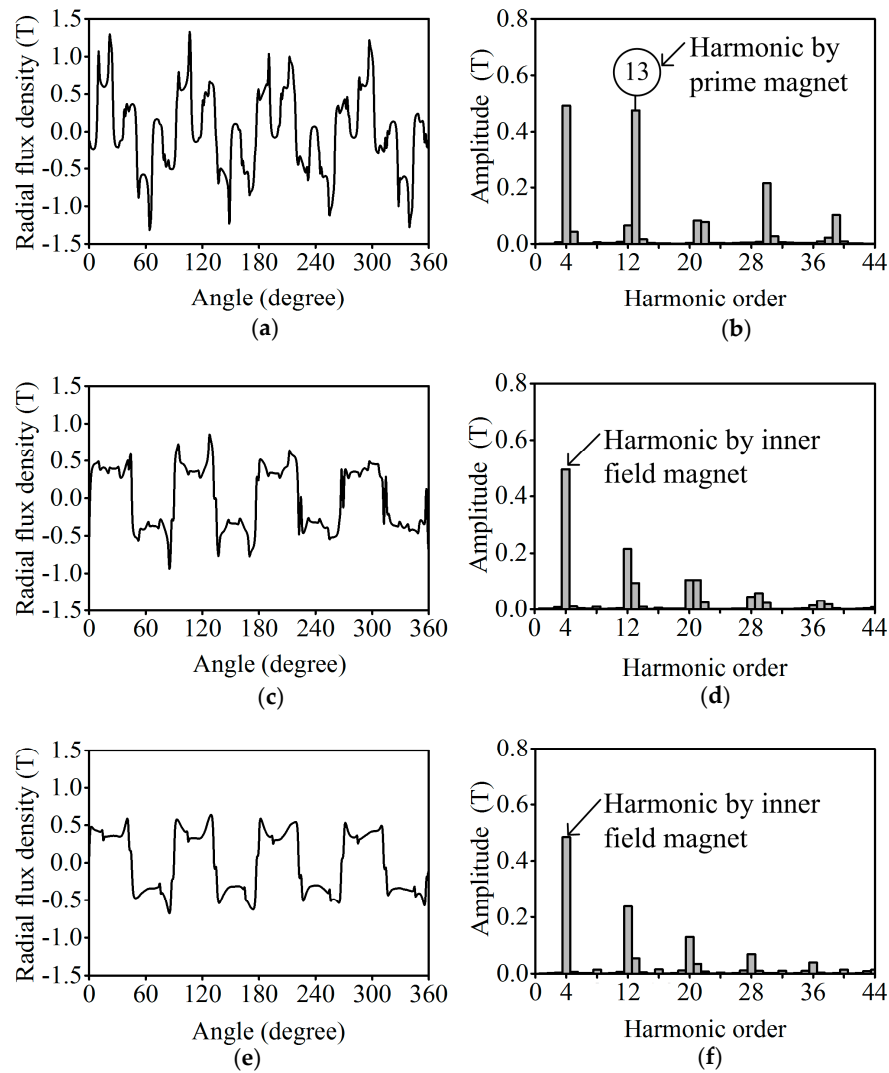 Radial flux density (T)
1.5
1.0
0.5
0.0
-0.5
-1.0
-1.5
0 60 120 180 240 300 360
Angle (degree)
(a)
Amplitude (T)
0.8
0.6
0.4
0.2
0.0
13
Harmonic by
prime magnet
0 4 12 20 28 36 44
Harmonic order
(b)
Radial flux density (T)
1.5
1.0
0.5
0.0
-0.5
-1.0
-1.5
0 60 120 180 240 300 360
Angle (degree)
(c)
Amplitude (T)
0.8
0.6
0.4
0.2
0.0
Harmonic by inner
field magnet
0 4 12 20 28 36 44
Harmonic order
(d)
Radial flux density (T)
1.5
1.0
0.5
0.0
-0.5
-1.0
-1.5
0 60 120 180 240 300 360
Angle (degree)
(e)
Amplitude (T)
0.8
0.6
0.4
0.2
0.0
Harmonic by inner
field magnet
0 4 12 20 28 36 44
Harmonic order
(f)